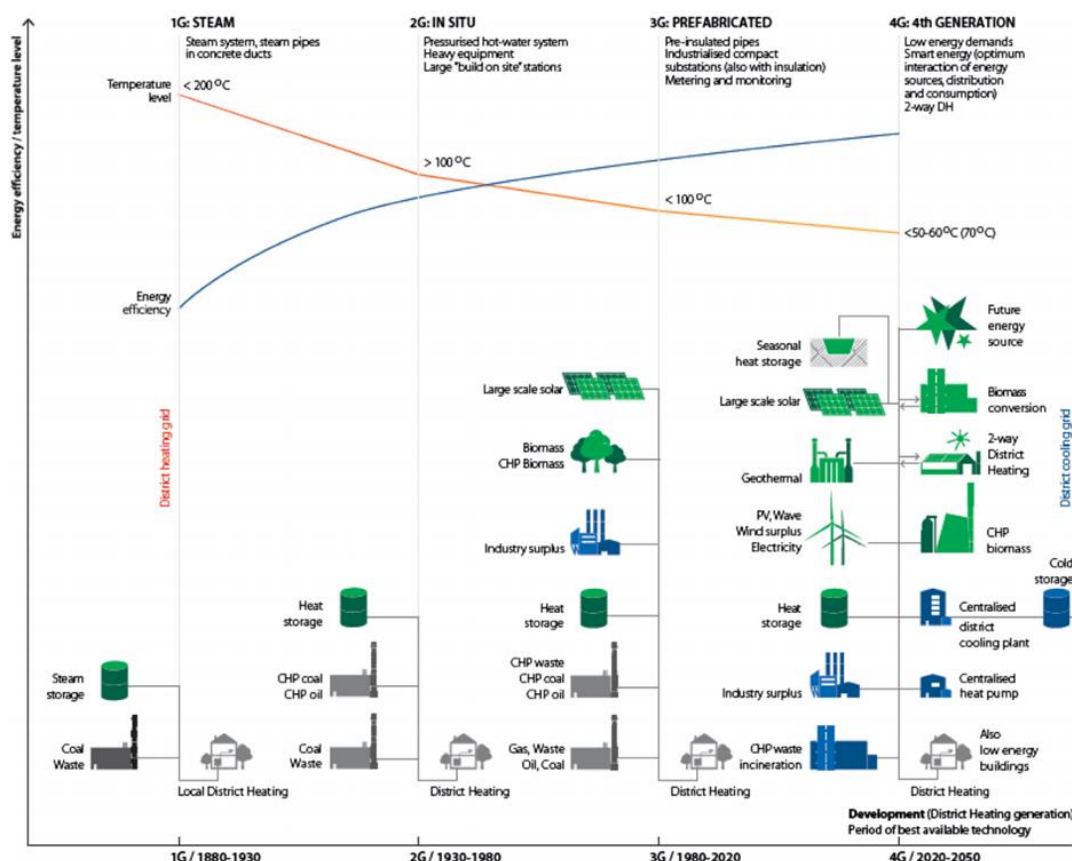 1G: STEAM
Steam system, steam pipes
in concrete ducts
2G: IN SITU
Pressurised hot-water system
Heavy equipment
Large "build on site" stations
3G: PREFABRICATED
Pre-insulated pipes
Industrialised compact
substations (also with insulation)
Metering and monitoring
4G: 4th GENERATION
Low energy demands
Smart energy (optimum
interaction of energy
sources, distribution
and consumption)
2-way DH
Energy efficiency / temperature level
Temperature
level
< 200 °C
> 100 °C
< 100 °C
<50-60°C (70°C)
Energy
efficiency
District heating grid
District cooling grid
Steam
storage
Coal
Waste
Local District Heating
Heat
storage
CHP coal
CHP oil
Coal
Waste
District Heating
Large scale solar
Biomass
CHP Biomass
Industry surplus
Heat
storage
CHP waste
CHP coal
CHP oil
Gas, Waste
Oil, Coal
District Heating
Seasonal
heat storage
Large scale solar
Geothermal
PV, Wave
Wind surplus
Electricity
Heat
storage
Industry surplus
CHP waste
incineration
Future
energy
source
Biomass
conversion
2-way
District
Heating
CHP
biomass
Cold
storage
Centralised
district
cooling plant
Centralised
heat pump
Also
low energy
buildings
District Heating
Development (District Heating generation)
Period of best available technology
1G / 1880-1930
2G / 1930-1980
3G / 1980-2020
4G / 2020-2050